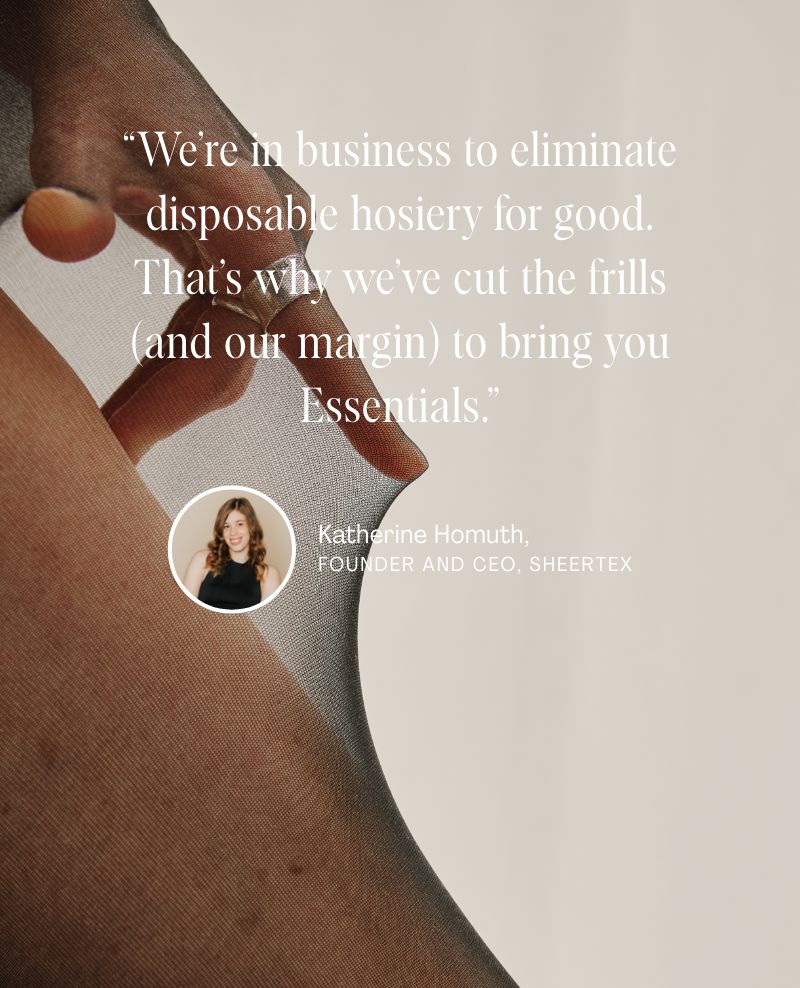 “We’re in business to eliminate
disposable hosiery for good.
That’s why we’ve cut the frills
(and our margin) to bring you
Essentials.”
Katherine Homuth,
FOUNDER AND CEO, SHEERTEX